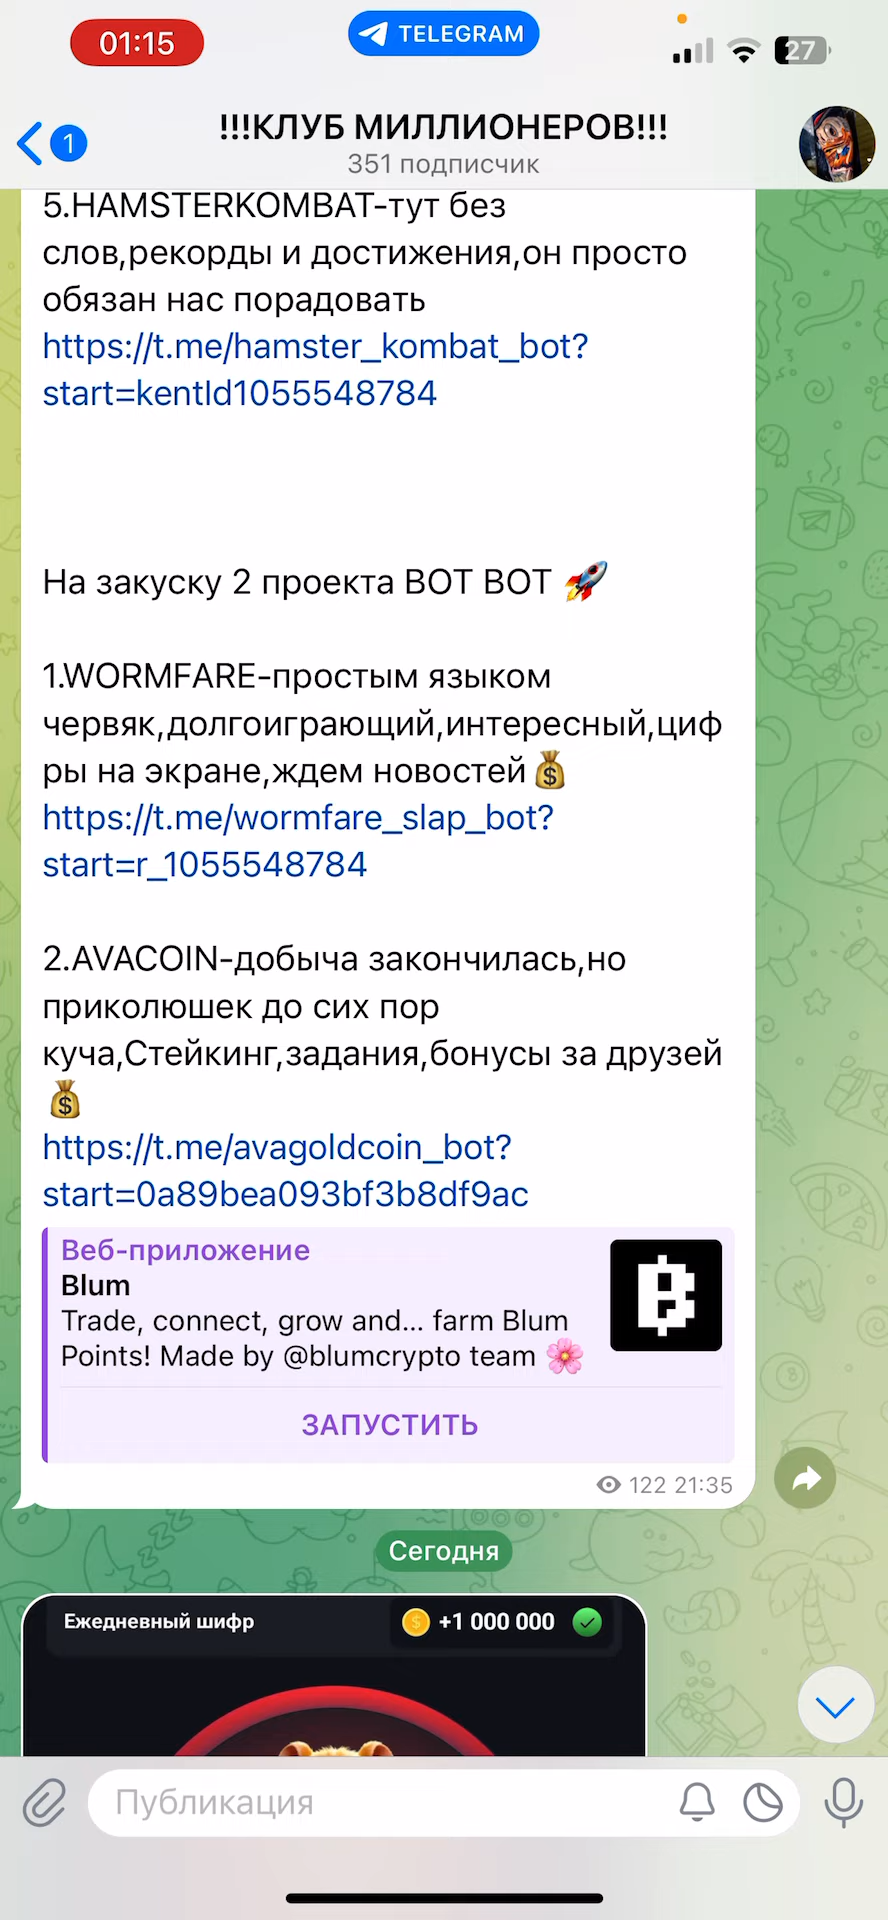 01:15
TELEGRAM
27
1
!!!КЛУБ МИЛЛИОНЕРОВ!!!
351 подписчик
5.HAMSTERKOMBAT-тут без
слов,рекорды и достижения,он просто
обязан нас порадовать
https://t.me/hamster_kombat_bot?
start=kentId1055548784
На закуску 2 проекта ВОТ ВОТ 🚀
1.WORMFARE-простым языком
червяк,долгоиграющий,интересный,циф
ры на экране,ждем новостей💰
https://t.me/wormfare_slap_bot?
start=r_1055548784
2.AVACOIN-добыча закончилась,но
приколюшек до сих пор
куча,Стейкинг,задания,бонусы за друзей
💰
https://t.me/avagoldcoin_bot?
start=0a89bea093bf3b8df9ac
Веб-приложение
Blum
Trade, connect, grow and... farm Blum
Points! Made by @blumcrypto team 🌸
ЗАПУСТИТЬ
122 21:35
Сегодня
Ежедневный шифр
+1 000 000
Публикация